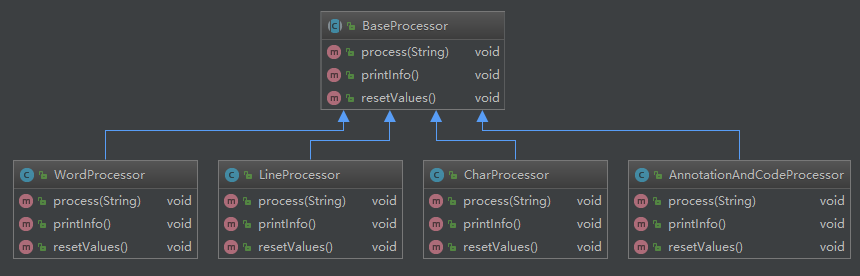 BaseProcessor
process(String) void
printInfo() void
resetValues() void
WordProcessor
process(String) void
printInfo() void
resetValues() void
LineProcessor
process(String) void
printInfo() void
resetValues() void
CharProcessor
process(String) void
printInfo() void
resetValues() void
AnnotationAndCodeProcessor
process(String) void
printInfo() void
resetValues() void